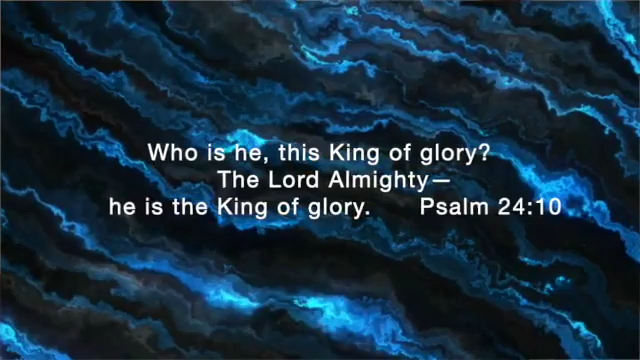 Who is he, this King of glory?
The Lord Almighty—
he is the King of glory. Psalm 24:10